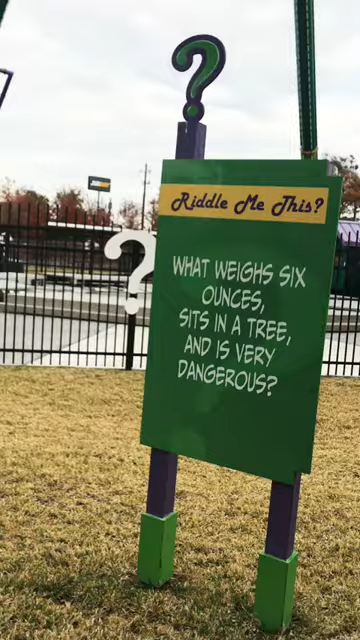 ?
Riddle Me This?
?
WHAT WEIGHS SIX
OUNCES,
SITS IN A TREE,
AND IS VERY
DANGEROUS?